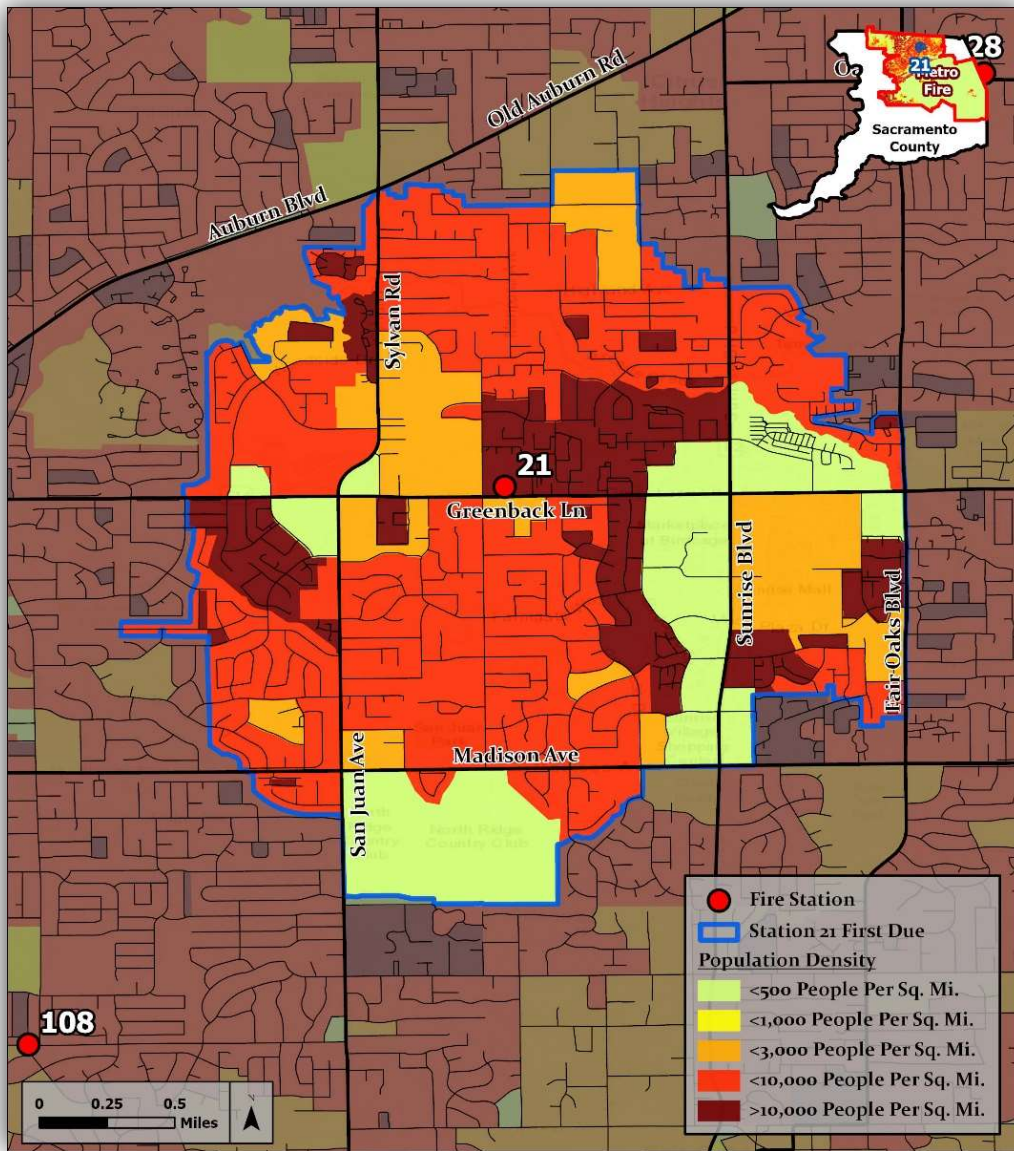 28
Oa
21
Metro
Fire
Sacramento
County
Old Auburn Rd
Auburn Blvd
Sylvan Rd
21
Greenback Ln
Sunrise Blvd
Fair Oaks Blvd
Madison Ave
San Juan Ave
North Ridge
Country Club
108
0 0.25 0.5
Miles
Fire Station
Station 21 First Due
Population Density
<500 People Per Sq. Mi.
<1,000 People Per Sq. Mi.
<3,000 People Per Sq. Mi.
<10,000 People Per Sq. Mi.
>10,000 People Per Sq. Mi.